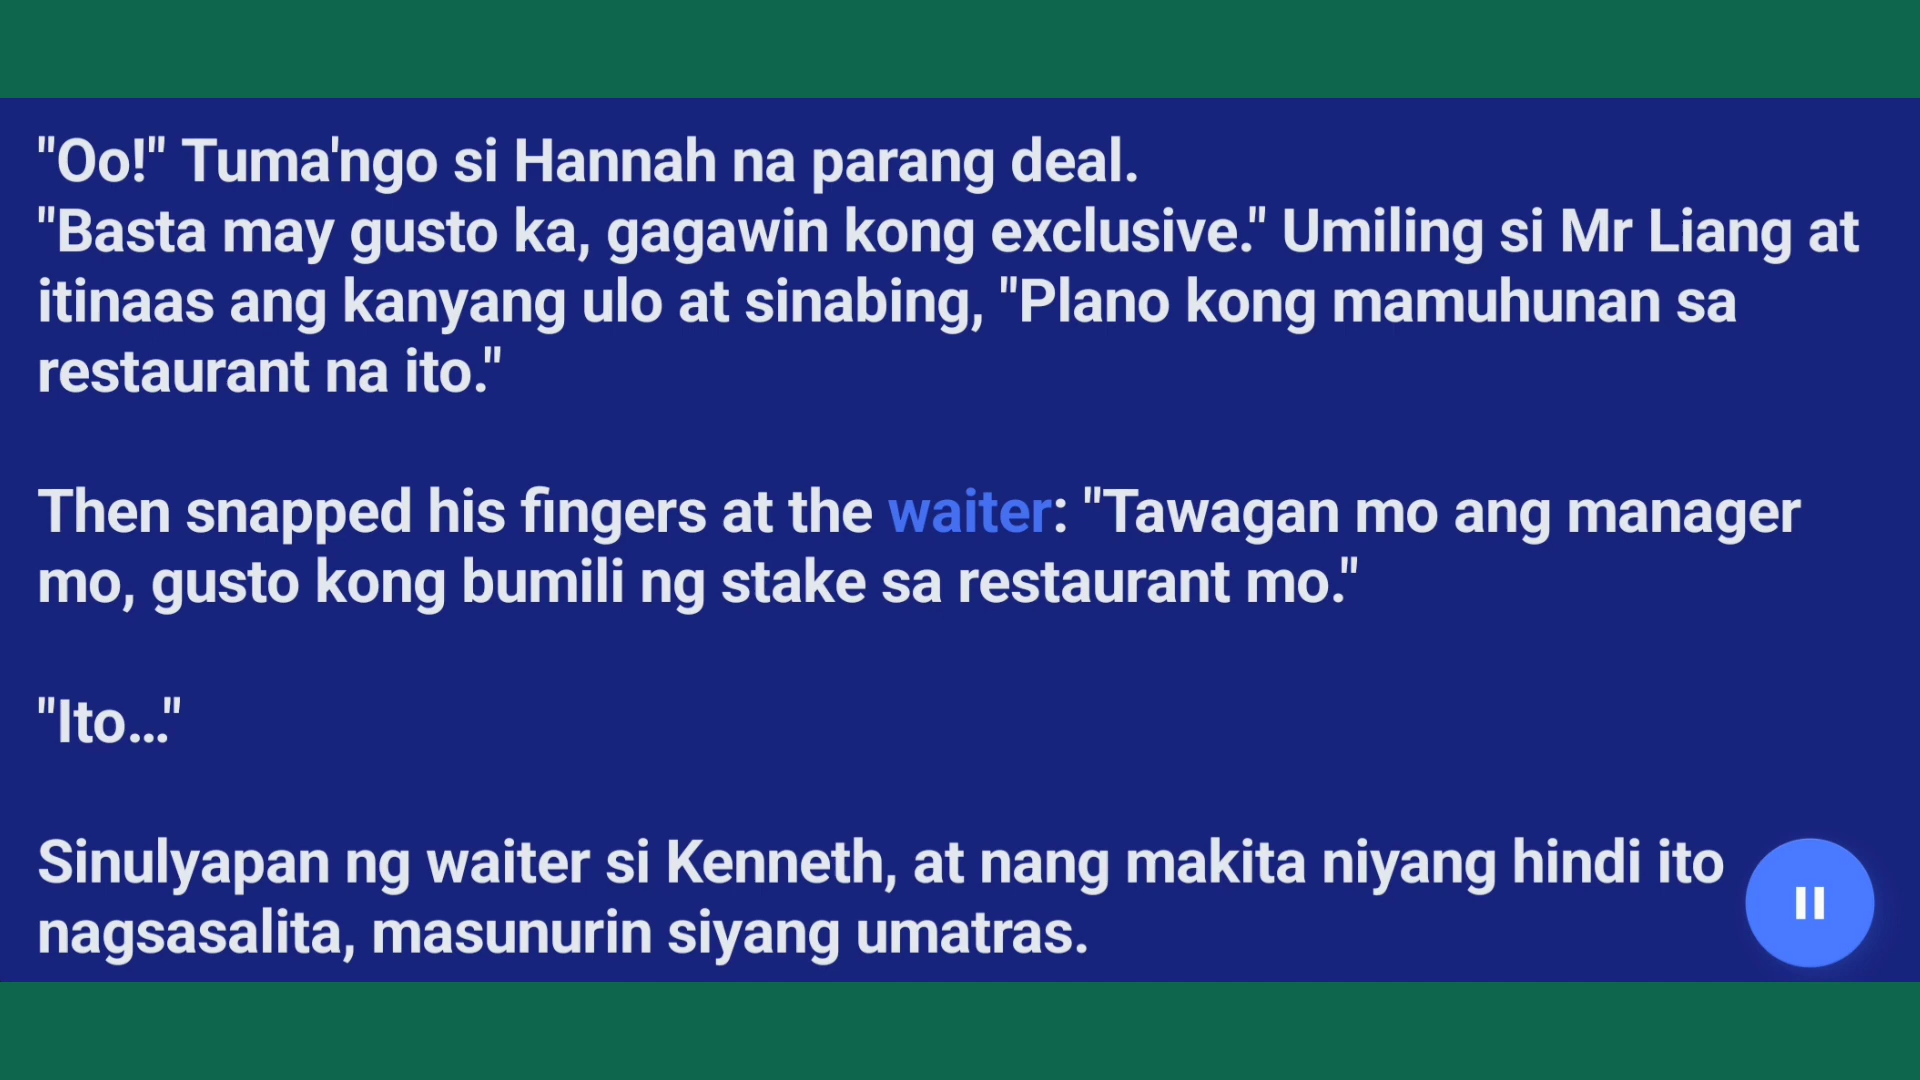 "Oo!" Tuma'ngo si Hannah na parang deal.
"Basta may gusto ka, gagawin kong exclusive." Umiling si Mr Liang at
itinaas ang kanyang ulo at sinabing, "Plano kong mamuhunan sa
restaurant na ito."
Then snapped his fingers at the waiter: "Tawagan mo ang manager
mo, gusto kong bumili ng stake sa restaurant mo."
"Ito…"
Sinulyapan ng waiter si Kenneth, at nang makita niyang hindi ito
nagsasalita, masunurin siyang umatras.